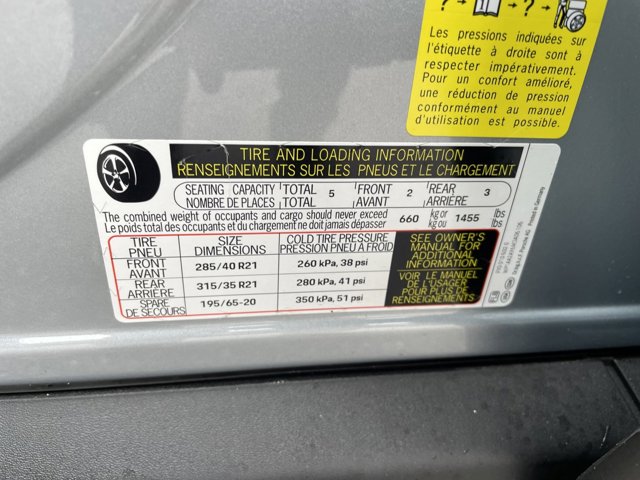 ? → → ? →
Les pressions indiquées sur
l'étiquette à droite sont à
respecter impérativement.
Pour un confort amélioré,
une réduction de pression
conformément au manuel
d'utilisation est possible.
TIRE AND LOADING INFORMATION
RENSEIGNEMENTS SUR LES PNEUS ET LE CHARGEMENT
SEATING CAPACITY TOTAL 5 FRONT 2 REAR 3
NOMBRE DE PLACES TOTAL AVANT ARRIÈRE
The combined weight of occupants and cargo should never exceed 660 kg or 1455 lbs
Le poids total des occupants et du chargement ne doit jamais dépasser kg ou lbs
TIRE SIZE COLD TIRE PRESSURE
PNEU DIMENSIONS PRESSION PNEU À FROID
FRONT
AVANT 285/40 R21 260 kPa, 38 psi
REAR
ARRIÈRE 315/35 R21 280 kPa, 41 psi
SPARE
DE SECOURS 195/65-20 350 kPa, 51 psi
SEE OWNER'S
MANUAL FOR
ADDITIONAL
INFORMATION
VOIR LE MANUEL
DE L'USAGER
POUR PLUS DE
RENSEIGNEMENTS
Printed in Germany